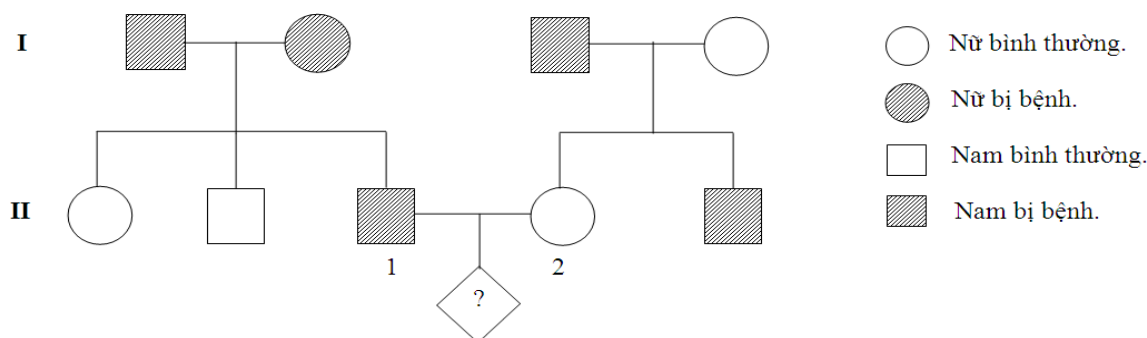 I
Nữ bình thường.
Nữ bị bệnh.
Nam bình thường.
II
Nam bị bệnh.
1
2
?